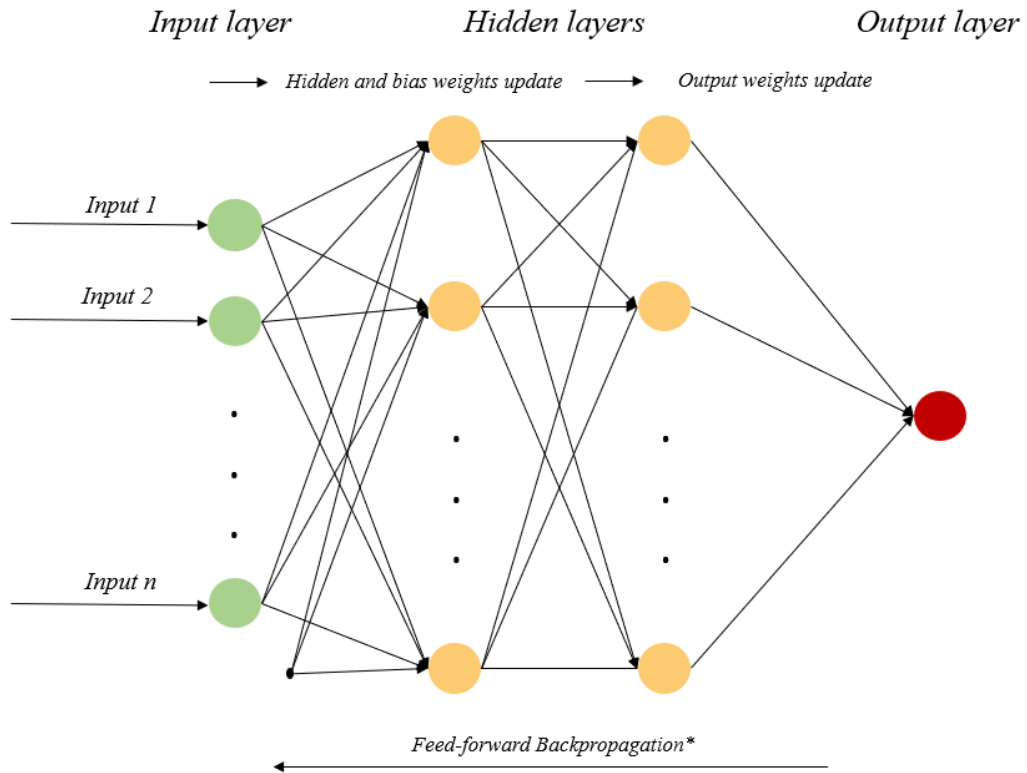 Input layer
Hidden layers
Output layer
Hidden and bias weights update
Output weights update
Input 1
Input 2
Input n
Feed-forward Backpropagation*